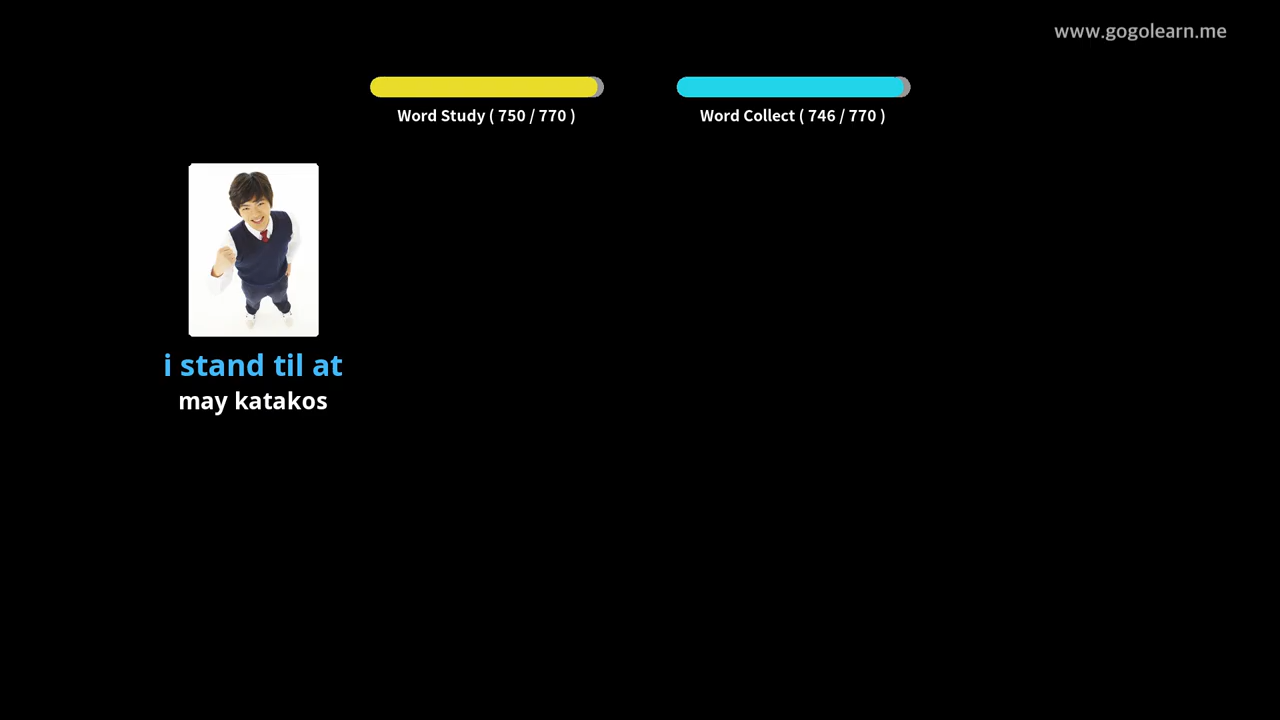 www.gogolearn.me
Word Study ( 750 / 770 )
Word Collect ( 746 / 770 )
i stand til at
may katakos